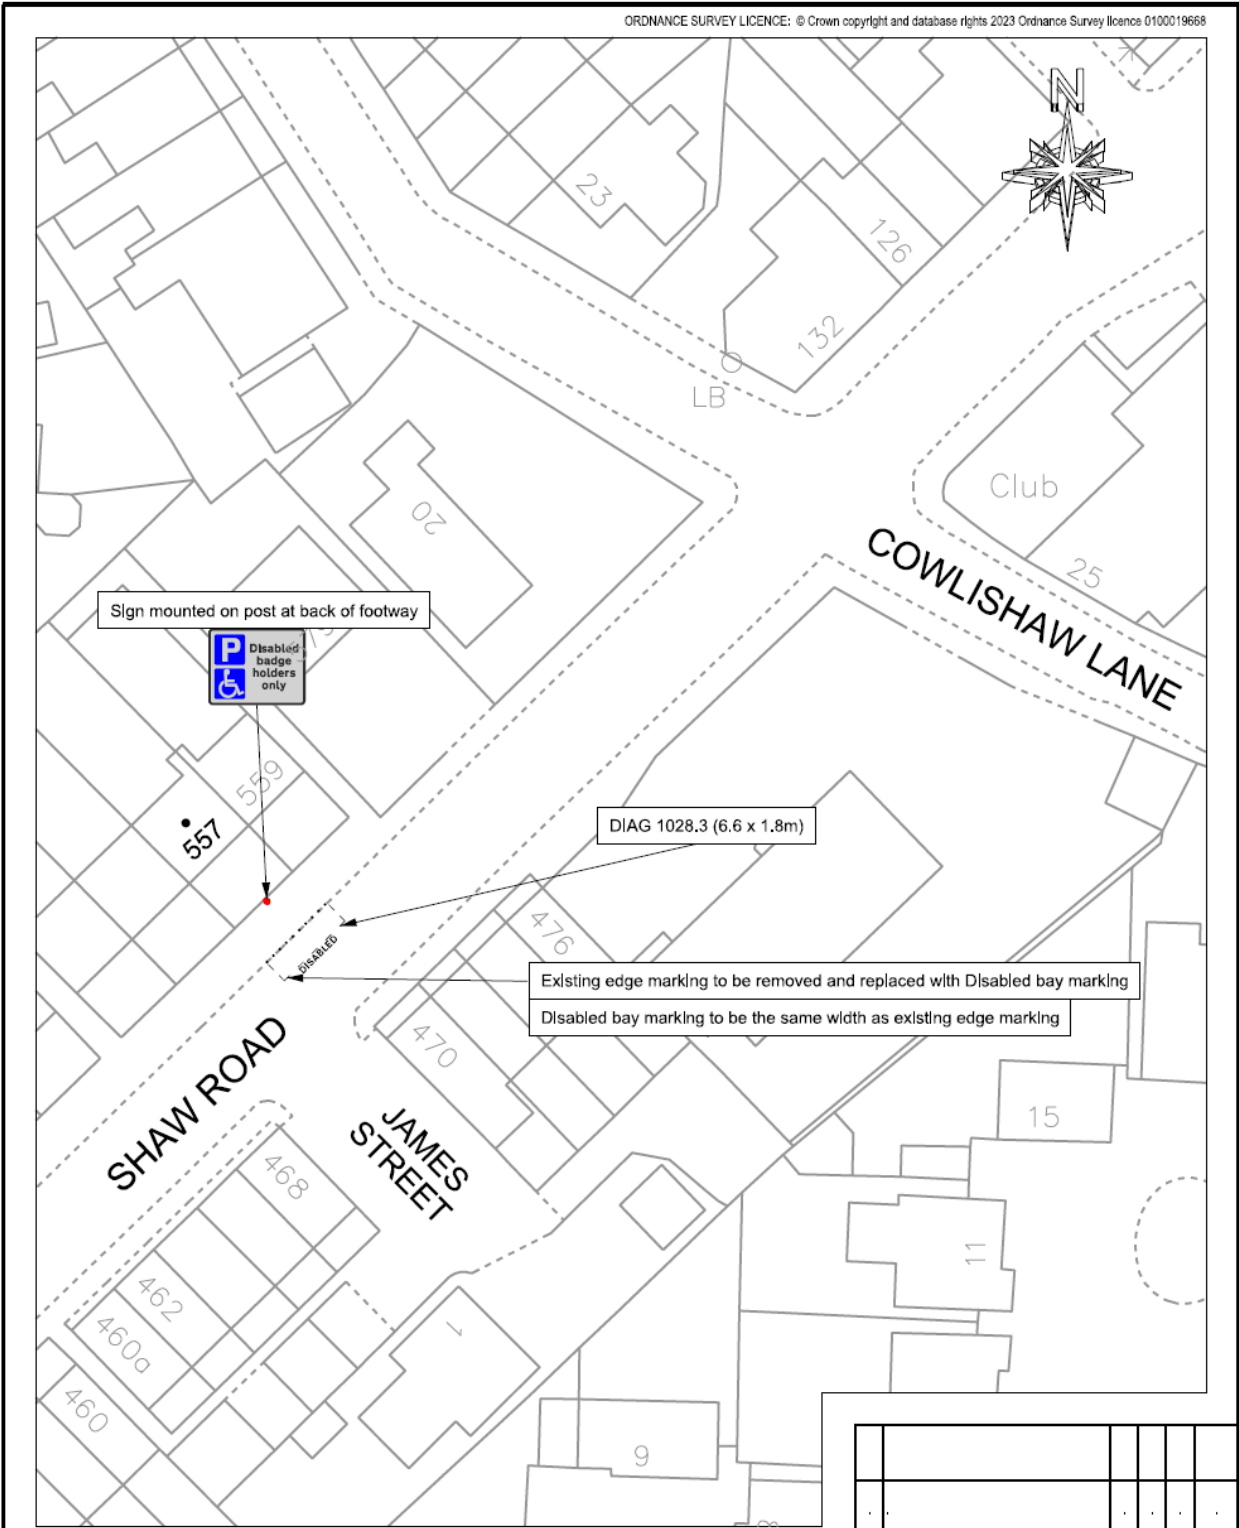 ORDNANCE SURVEY LICENCE: © Crown copyright and database rights 2023 Ordnance Survey licence 0100019668
N
23
126
132
LB
Club
20
25
COWLISHAW LANE
Sign mounted on post at back of footway
P Disabled
badge
holders
only
559
557
DIAG 1028.3 (6.6 x 1.8m)
476
DISABLED
Existing edge marking to be removed and replaced with Disabled bay marking
Disabled bay marking to be the same width as existing edge marking
470
SHAW ROAD
JAMES
STREET
15
468
11
462
460a
1
460
9